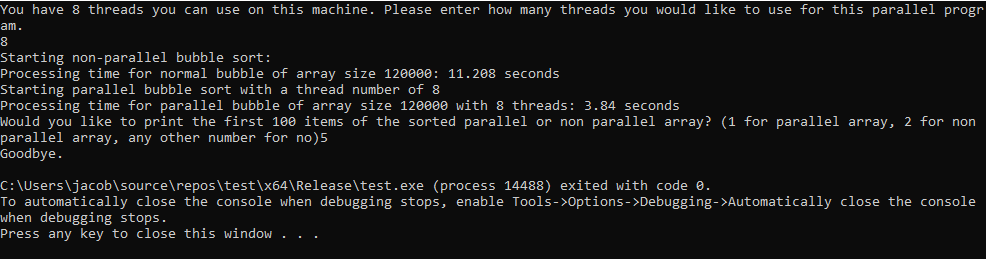 You have 8 threads you can use on this machine. Please enter how many threads you would like to use for this parallel progr
am.
8
Starting non-parallel bubble sort:
Processing time for normal bubble of array size 120000: 11.208 seconds
Starting parallel bubble sort with a thread number of 8
Processing time for parallel bubble of array size 120000 with 8 threads: 3.84 seconds
Would you like to print the first 100 items of the sorted parallel or non parallel array? (1 for parallel array, 2 for non
parallel array, any other number for no)5
Goodbye.
C:\Users\jacob\source\repos\test\x64\Release\test.exe (process 14488) exited with code 0.
To automatically close the console when debugging stops, enable Tools->Options->Debugging->Automatically close the console
when debugging stops.
Press any key to close this window . . .